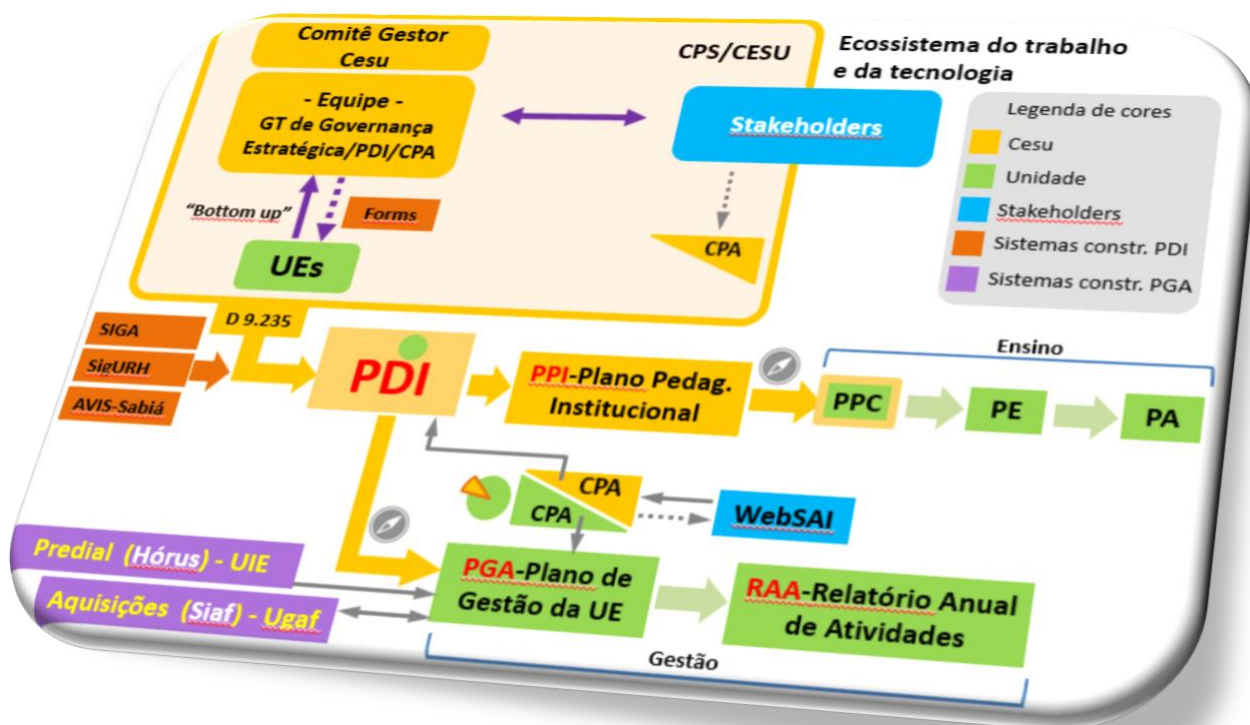 Comitê Gestor
Cesu
CPS/CESU
Ecossistema do trabalho
e da tecnologia
- Equipe -
GT de Governança
Estratégica/PDI/CPA
Stakeholders
Legenda de cores
Cesu
Unidade
Stakeholders
Sistemas constr. PDI
Sistemas constr. PGA
"Bottom up"
Forms
CPA
UEs
D 9.235
SIGA
SigURH
AVIS-Sabiá
PDI
PPI-Plano Pedag.
Institucional
Ensino
PPC
PE
PA
CPA
CPA
WebSAI
Predial (Hórus) - UIE
Aquisições (Siaf) - Ugaf
PGA-Plano de
Gestão da UE
RAA-Relatório Anual
de Atividades
Gestão